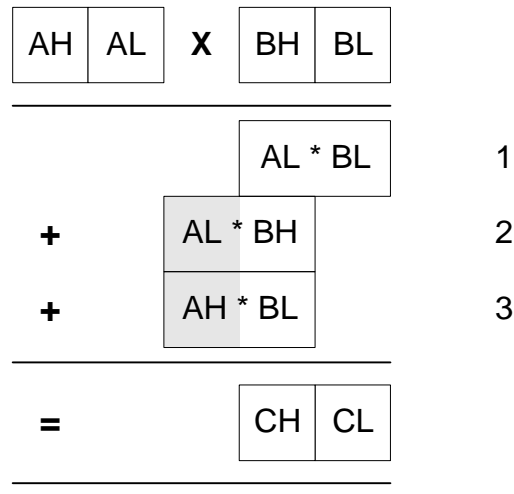 AH AL X BH BL
AL * BL 1
+ AL * BH 2
+ AH * BL 3
= CH CL